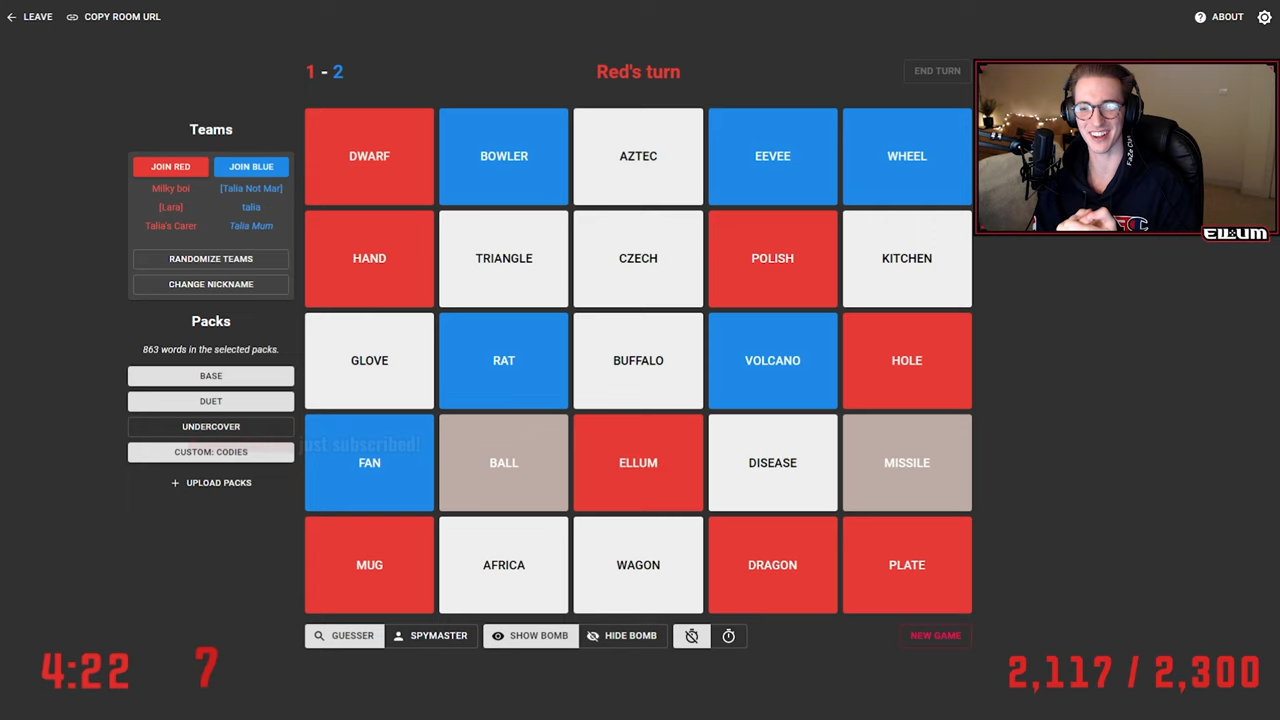 LEAVE
COPY ROOM URL
ABOUT
1 - 2
Red's turn
END TURN
Teams
JOIN RED
JOIN BLUE
Milky boi
[Talia Not Mar]
[Lara]
talia
Talia's Carer
Talia Mum
RANDOMIZE TEAMS
CHANGE NICKNAME
Packs
863 words in the selected packs.
BASE
DUET
UNDERCOVER
CUSTOM: CODIES
UPLOAD PACKS
just subscribed!
DWARF
BOWLER
AZTEC
EEVEE
WHEEL
HAND
TRIANGLE
CZECH
POLISH
KITCHEN
GLOVE
RAT
BUFFALO
VOLCANO
HOLE
FAN
BALL
ELLUM
DISEASE
MISSILE
MUG
AFRICA
WAGON
DRAGON
PLATE
GUESSER
SPYMASTER
SHOW BOMB
HIDE BOMB
NEW GAME
FaZe Clan
ELLUM
4:22
7
2,117 / 2,300